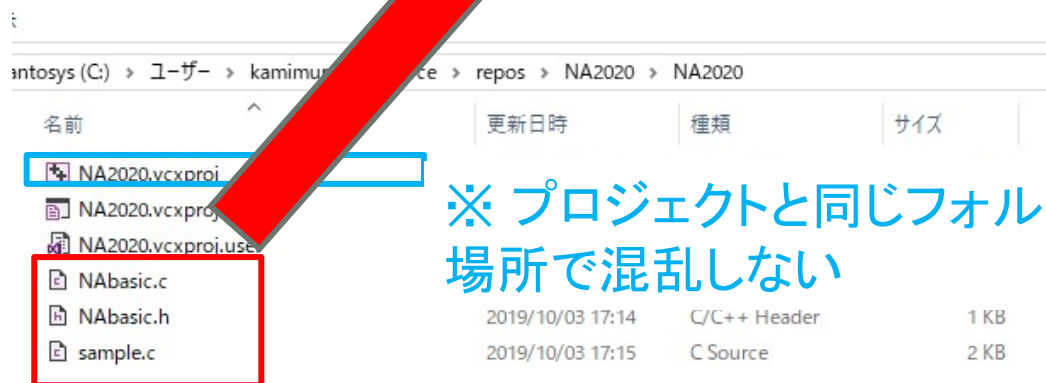 antosys (C:) › ユーザー › kamimu ce › repos › NA2020 › NA2020
名前 更新日時 種類 サイズ
NA2020.vcxproj
NA2020.vcxproj
NA2020.vcxproj.use
NAbasic.c
NAbasic.h 2019/10/03 17:14 C/C++ Header 1 KB
sample.c 2019/10/03 17:15 C Source 2 KB
※ プロジェクトと同じフォル
場所で混乱しない